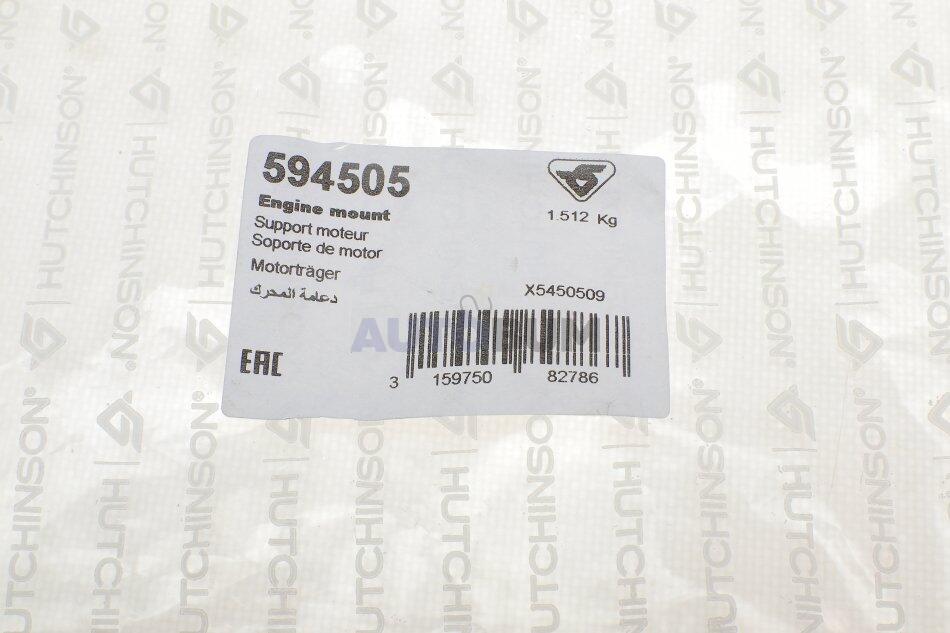 594505
Engine mount
Support moteur
Soporte de motor
Motorträger
دعامة المحرك
1.512 Kg
X5450509
EAC
3 159750 82786
HUTCHINSON®